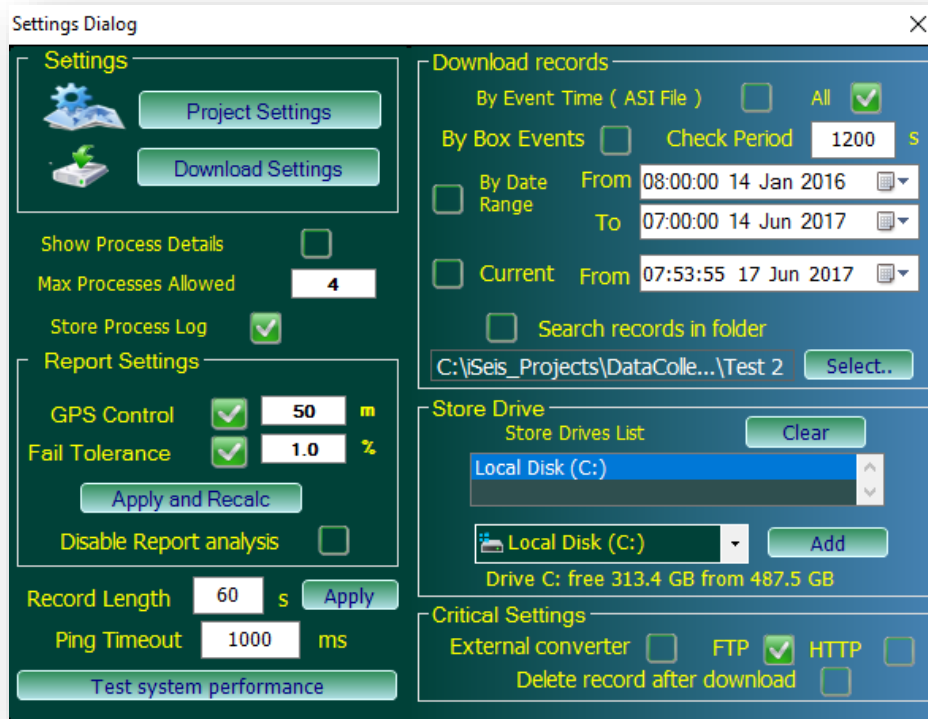 Settings Dialog
Settings
Project Settings
Download Settings
Show Process Details
Max Processes Allowed 4
Store Process Log
Report Settings
GPS Control 50 m
Fail Tolerance 1.0 %
Apply and Recalc
Disable Report analysis
Record Length 60 s Apply
Ping Timeout 1000 ms
Test system performance
Download records
By Event Time ( ASI File ) All
By Box Events Check Period 1200 s
By Date Range From 08:00:00 14 Jan 2016
To 07:00:00 14 Jun 2017
Current From 07:53:55 17 Jun 2017
Search records in folder
C:\iSeis_Projects\DataColle...\Test 2 Select..
Store Drive
Store Drives List Clear
Local Disk (C:)
Local Disk (C:) Add
Drive C: free 313.4 GB from 487.5 GB
Critical Settings
External converter FTP HTTP
Delete record after download